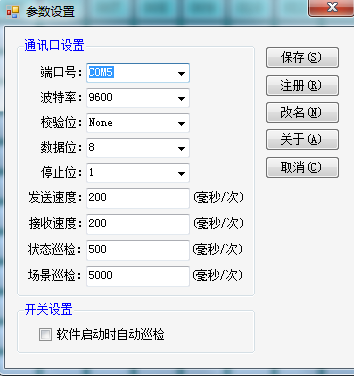 参数设置
通讯口设置
端口号: COM5
保存(S)
波特率: 9600
注册(R)
校验位: None
改名(N)
数据位: 8
关于(A)
停止位: 1
取消(C)
发送速度: 200 (毫秒/次)
接收速度: 200 (毫秒/次)
状态巡检: 500 (毫秒/次)
场景巡检: 5000 (毫秒/次)
开关设置
软件启动时自动巡检